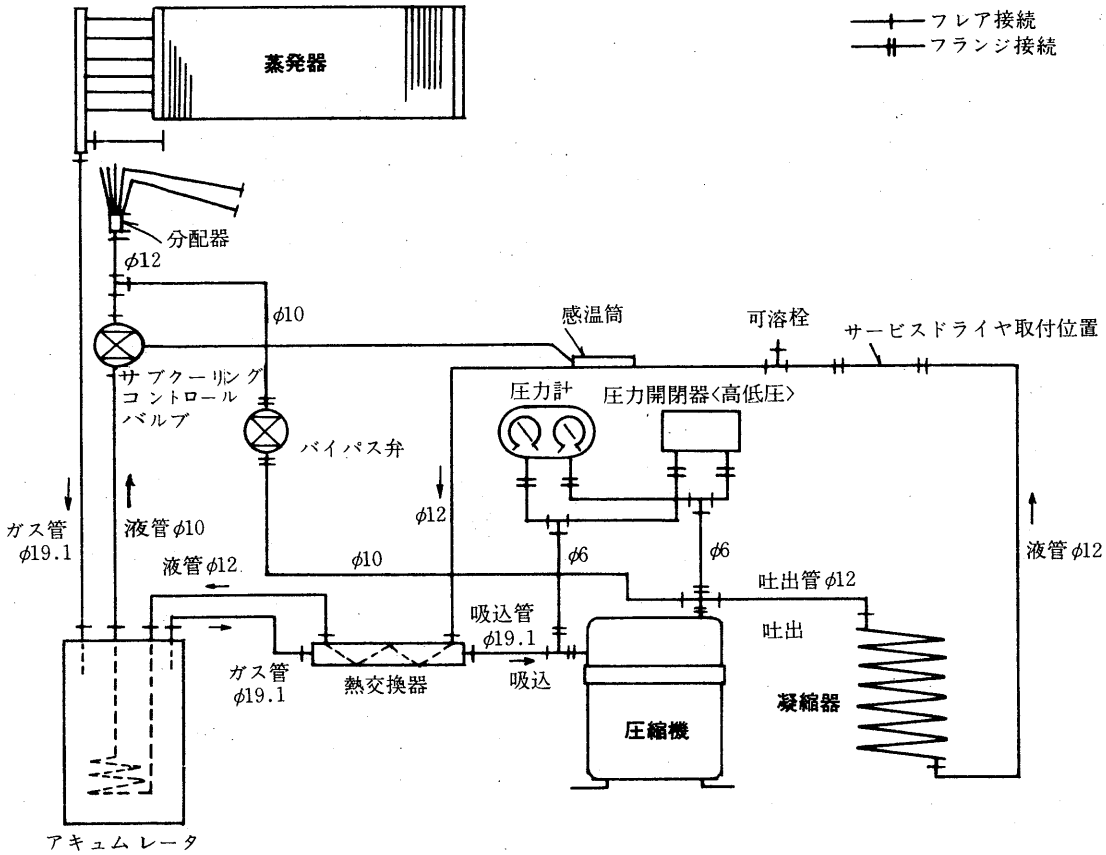 フレア接続
フランジ接続
蒸発器
分配器
φ12
φ10
感温筒
可溶栓
サービスドライヤ取付位置
サブクーリング
コントロール
バルブ
圧力計
圧力開閉器<高低圧>
バイパス弁
ガス管
φ19.1
液管φ10
φ12
φ6
φ6
液管φ12
液管φ12
φ10
吐出管φ12
吐出
吸込管
φ19.1
吸込
ガス管
φ19.1
熱交換器
圧縮機
凝縮器
アキュムレータ